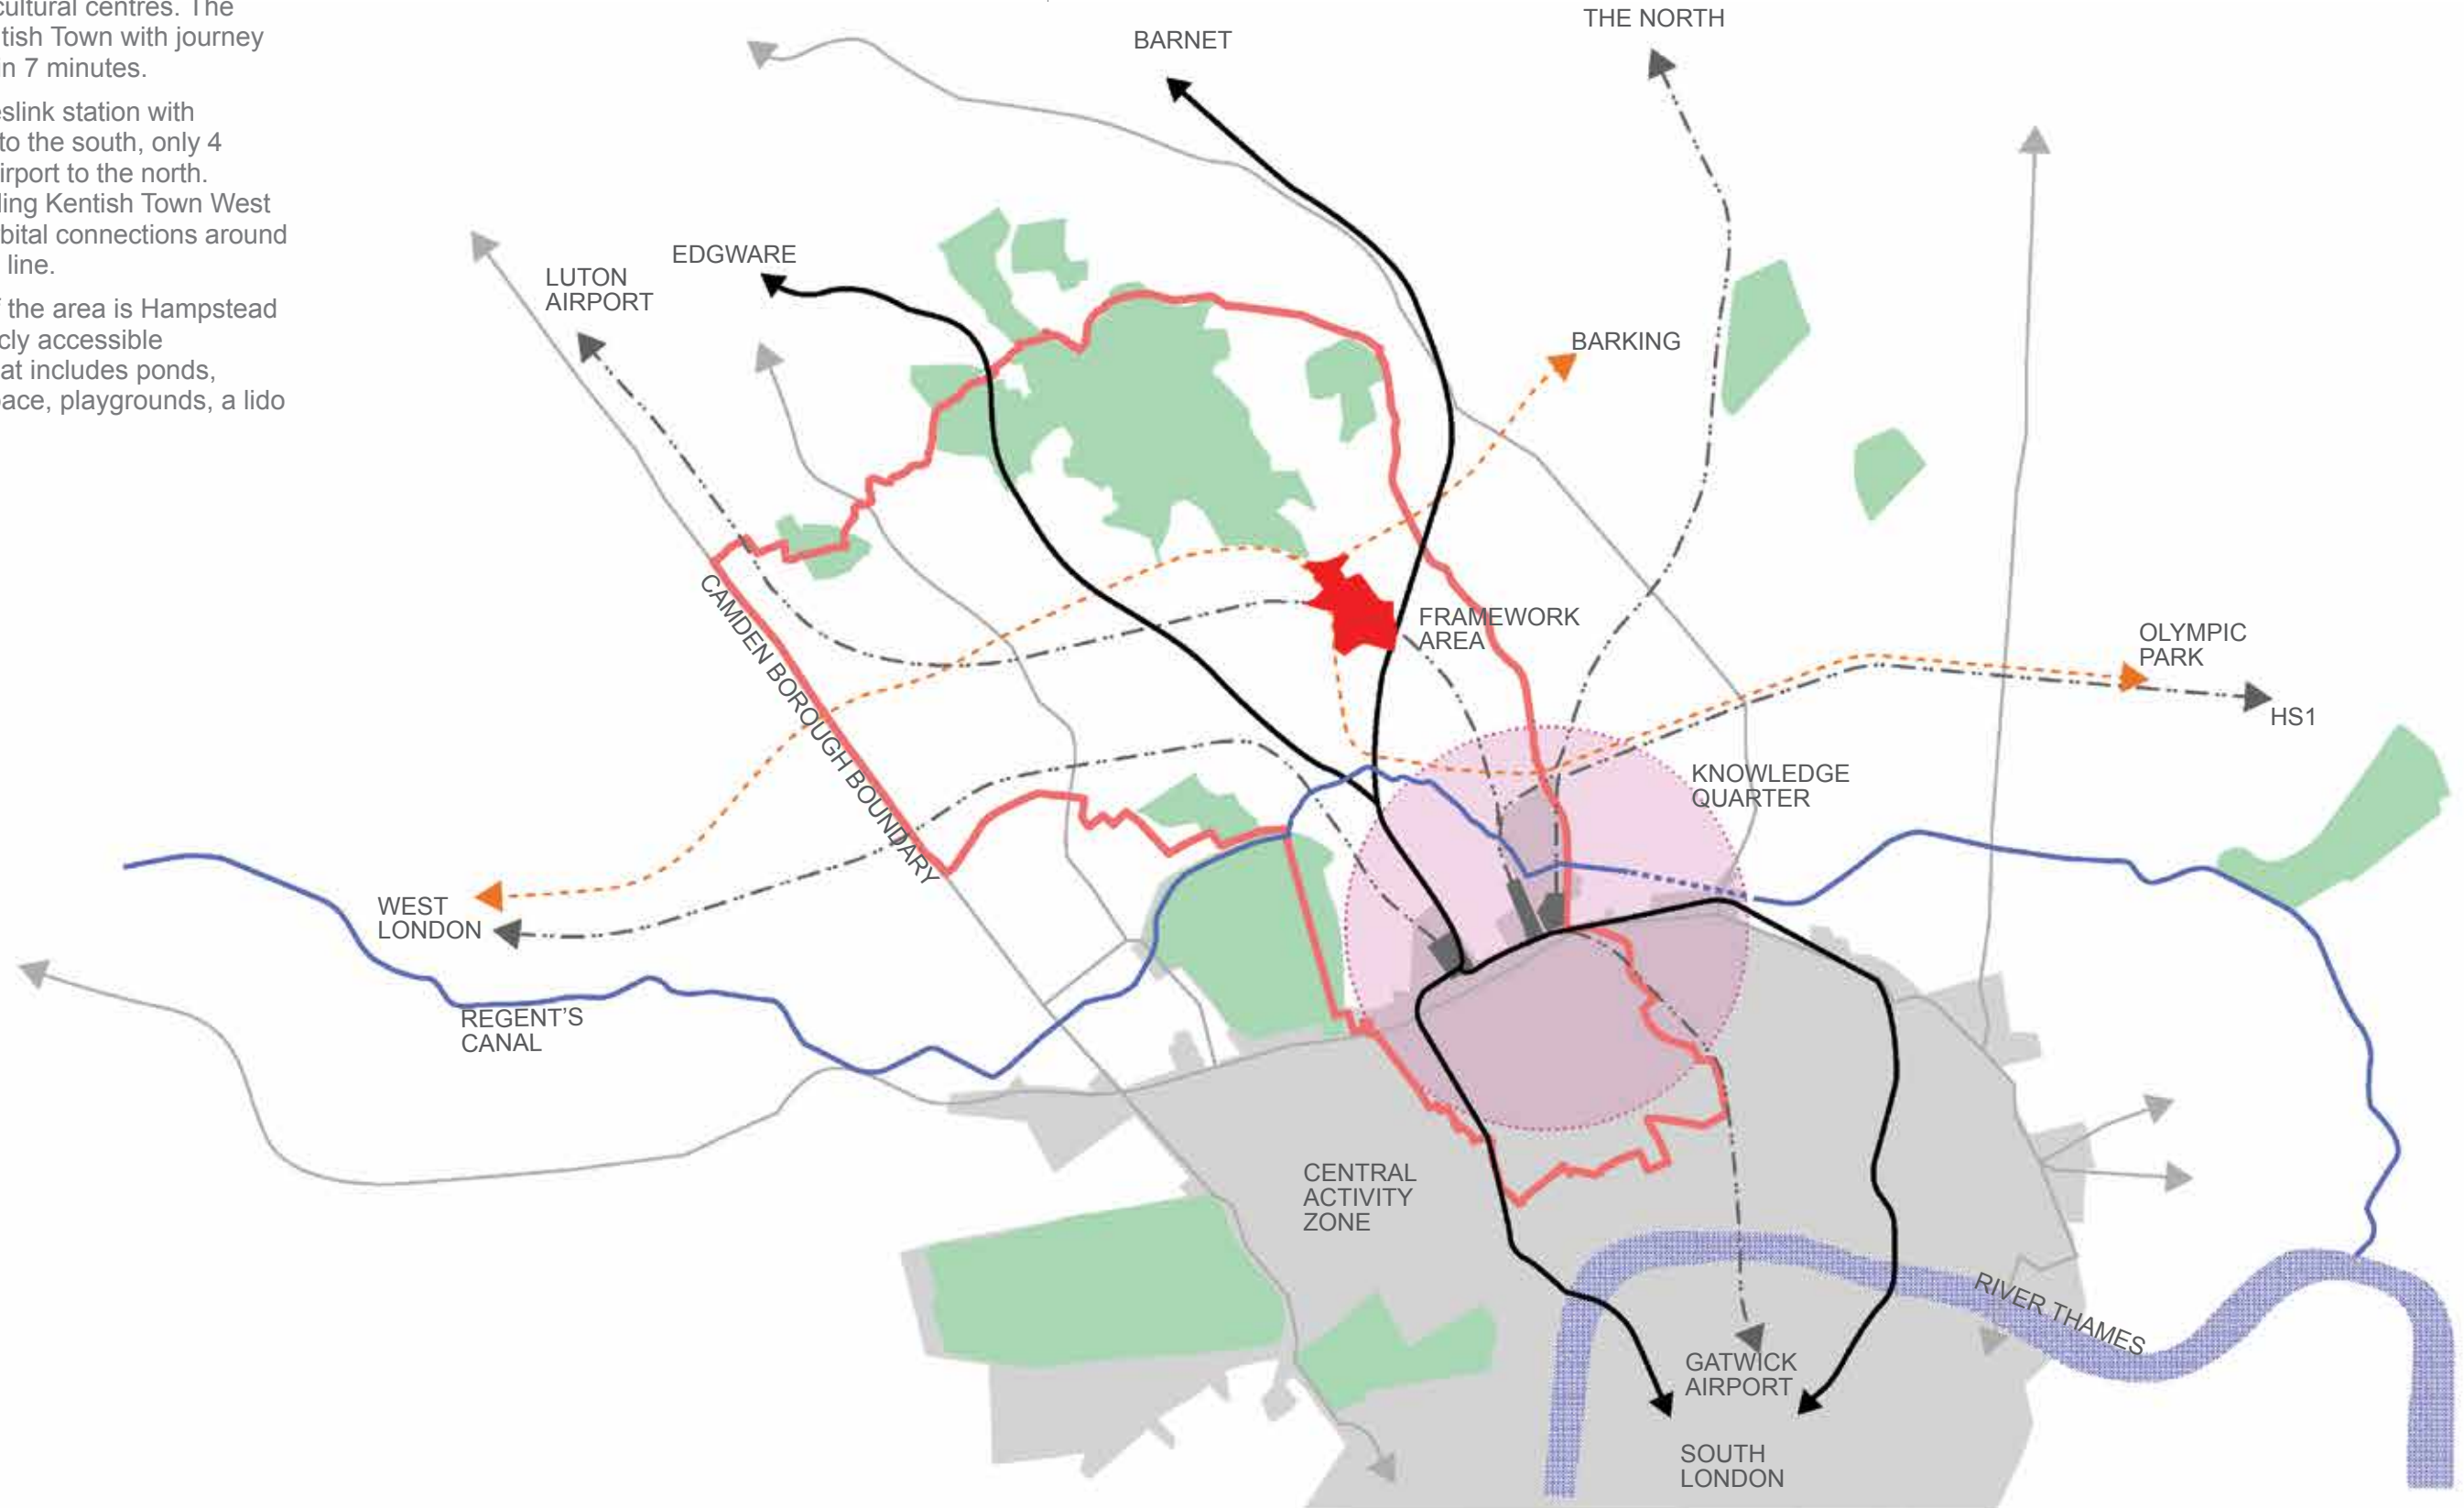 cultural centres. The
tish Town with journey
in 7 minutes.
eslink station with
to the south, only 4
irport to the north.
ling Kentish Town West
bital connections around
line.
f the area is Hampstead
cly accessible
at includes ponds,
pace, playgrounds, a lido
THE NORTH
BARNET
EDGWARE
LUTON
AIRPORT
BARKING
FRAMEWORK
AREA
OLYMPIC
PARK
HS1
CAMDEN BOROUGH BOUNDARY
KNOWLEDGE
QUARTER
WEST
LONDON
REGENT'S
CANAL
CENTRAL
ACTIVITY
ZONE
RIVER THAMES
GATWICK
AIRPORT
SOUTH
LONDON